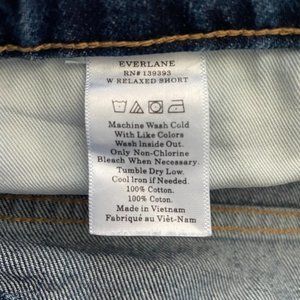 EVERLANE
RN# 139393
W RELAXED SHORT
Machine Wash Cold
With Like Colors
Wash Inside Out.
Only Non-Chlorine
Bleach When Necessary.
Tumble Dry Low.
Cool Iron if Needed.
100% Cotton.
100% Coton.
Made in Vietnam
Fabriqué au Viêt-Nam